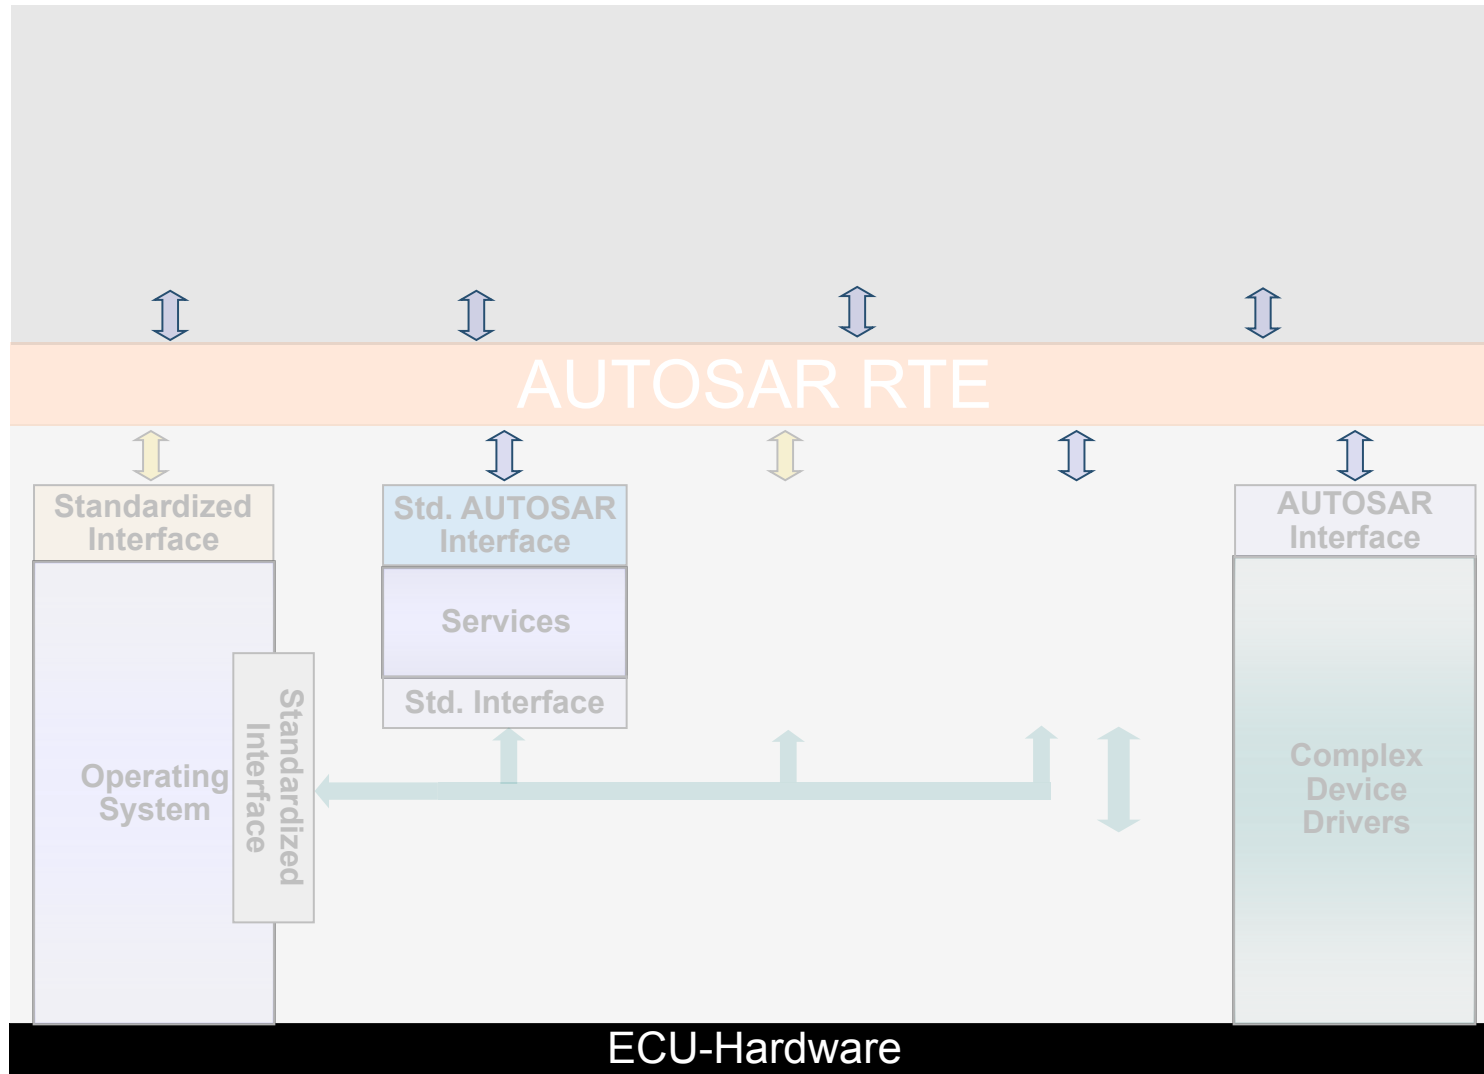 AUTOSAR RTE
Standardized
Interface
Operating
System
Standardized
Interface
Std. AUTOSAR
Interface
Services
Std. Interface
AUTOSAR
Interface
Complex
Device
Drivers
ECU-Hardware